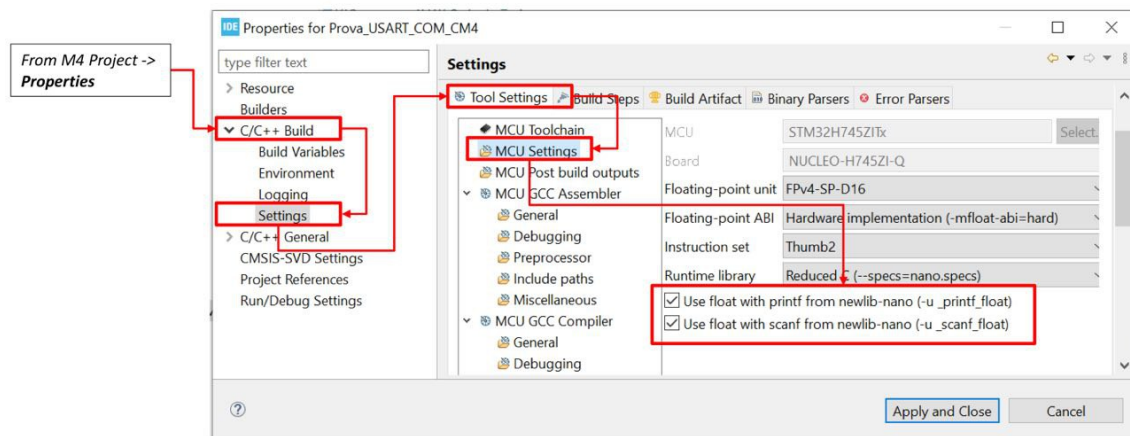 IDE Properties for Prova_USART_COM_CM4
From M4 Project ->
Properties
type filter text
Resource
Builders
C/C++ Build
Build Variables
Environment
Logging
Settings
C/C++ General
CMSIS-SVD Settings
Project References
Run/Debug Settings
Settings
Tool Settings Build Steps Build Artifact Binary Parsers Error Parsers
MCU Toolchain
MCU Settings
MCU Post build outputs
MCU GCC Assembler
General
Debugging
Preprocessor
Include paths
Miscellaneous
MCU GCC Compiler
General
Debugging
MCU STM32H745ZITx Select.
Board NUCLEO-H745ZI-Q
Floating-point unit FPv4-SP-D16
Floating-point ABI Hardware implementation (-mfloat-abi=hard)
Instruction set Thumb2
Runtime library Reduced C (--specs=nano.specs)
Use float with printf from newlib-nano (-u _printf_float)
Use float with scanf from newlib-nano (-u _scanf_float)
? Apply and Close Cancel